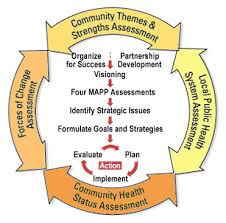 Community Themes &
Strengths Assessment
Organize Partnership
for Success Development
Visioning
Four MAPP Assessments
Identify Strategic Issues
Formulate Goals and Strategies
Evaluate Plan
Action
Implement
Forces of Change
Assessment
Local Public Health
System Assessment
Community Health
Status Assessment